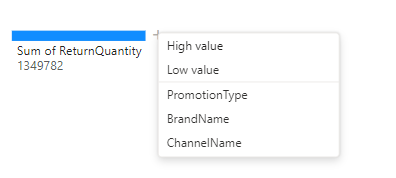 Sum of ReturnQuantity
1349782
High value
Low value
PromotionType
BrandName
ChannelName